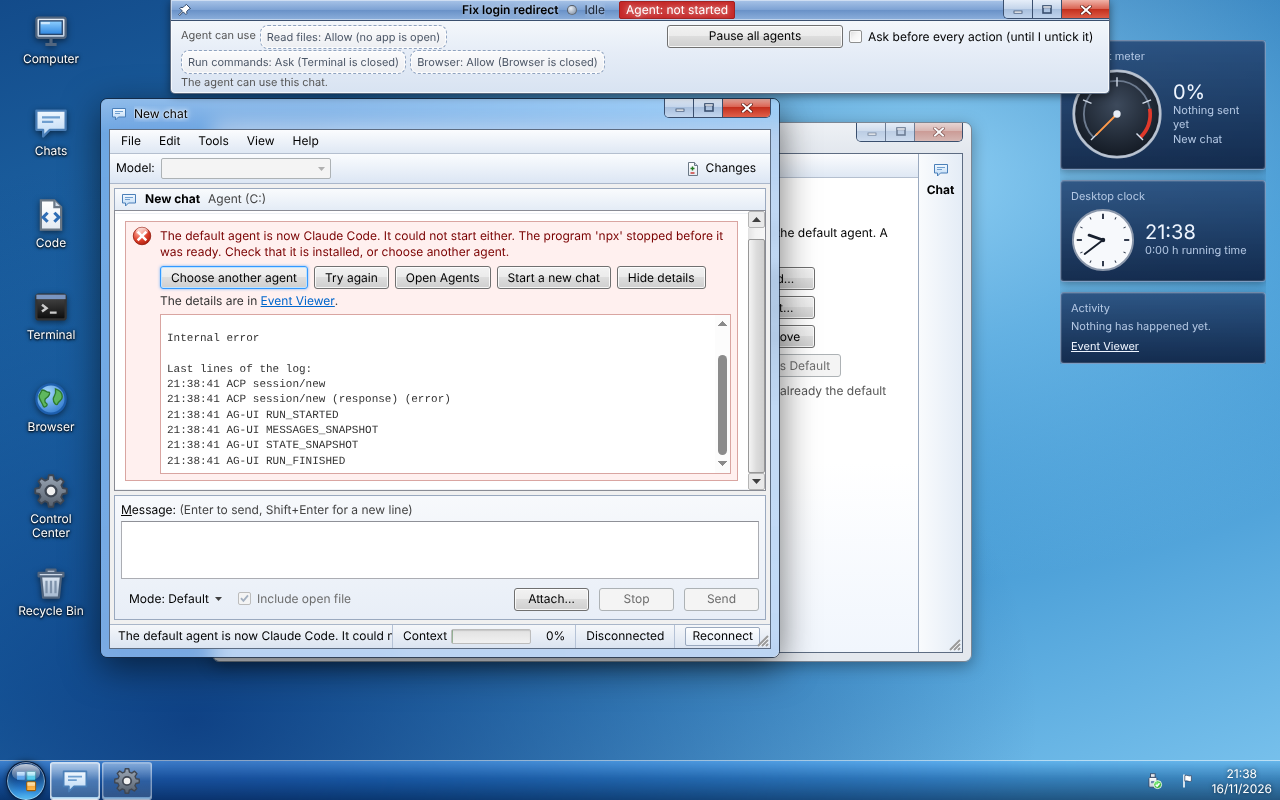 Computer
Chats
Code
Terminal
Browser
Control
Center
Recycle Bin
Fix login redirect
Idle
Agent: not started
Agent can use
Read files: Allow (no app is open)
Pause all agents
Ask before every action (until I untick it)
Run commands: Ask (Terminal is closed)
Browser: Allow (Browser is closed)
The agent can use this chat.
New chat
File Edit Tools View Help
Model:
Changes
New chat Agent (C:)
The default agent is now Claude Code. It could not start either. The program 'npx' stopped before it
was ready. Check that it is installed, or choose another agent.
Choose another agent
Try again
Open Agents
Start a new chat
Hide details
The details are in Event Viewer.
Internal error
Last lines of the log:
21:38:41 ACP session/new
21:38:41 ACP session/new (response) (error)
21:38:41 AG-UI RUN_STARTED
21:38:41 AG-UI MESSAGES_SNAPSHOT
21:38:41 AG-UI STATE_SNAPSHOT
21:38:41 AG-UI RUN_FINISHED
Message: (Enter to send, Shift+Enter for a new line)
Mode: Default
Include open file
Attach...
Stop
Send
The default agent is now Claude Code. It could
Context
0%
Disconnected
Reconnect
the default agent. A
Default
already the default
Chat
meter
0%
Nothing sent
yet
New chat
Desktop clock
21:38
0:00 h running time
Activity
Nothing has happened yet.
Event Viewer
21:38
16/11/2026